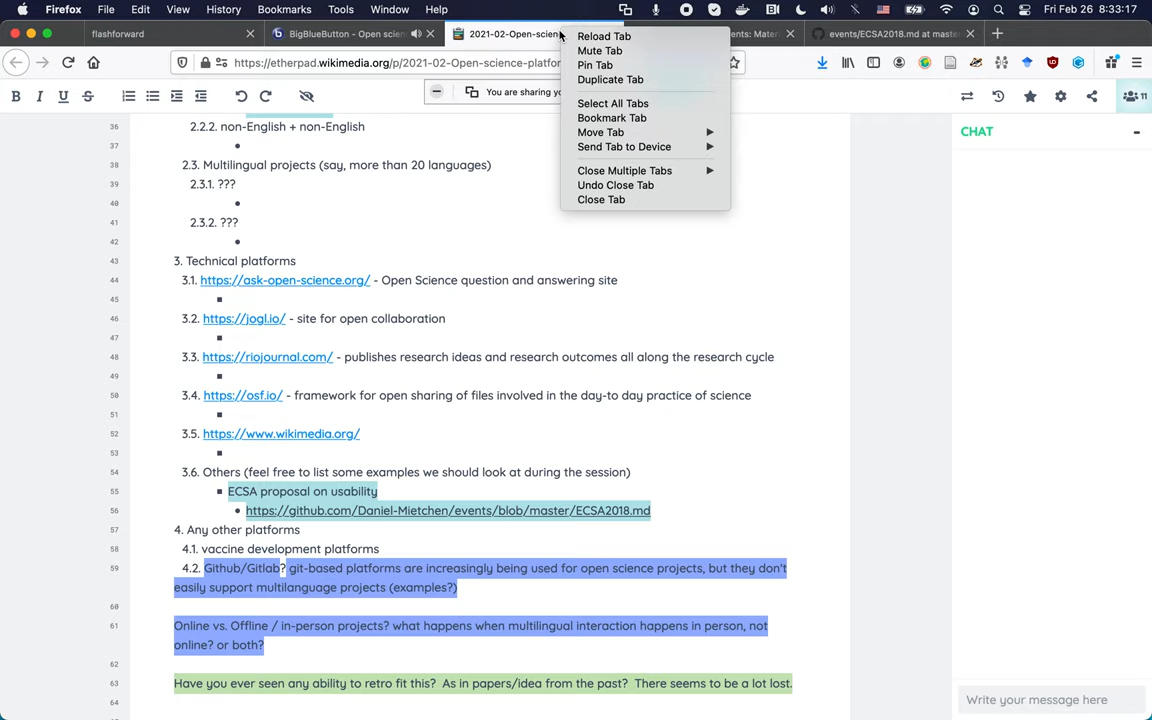 Firefox File Edit View History Bookmarks Tools Window Help Fri Feb 26 8:33:17
flashforward
BigBlueButton - Open scien
2021-02-Open-scienc
ents: Mater
events/ECSA2018.md at master
https://etherpad.wikimedia.org/p/2021-02-Open-science-platfor
You are sharing yo
11
Reload Tab
Mute Tab
Pin Tab
Duplicate Tab
Select All Tabs
Bookmark Tab
Move Tab
Send Tab to Device
Close Multiple Tabs
Undo Close Tab
Close Tab
CHAT
36 2.2.2. non-English + non-English
37
38 2.3. Multilingual projects (say, more than 20 languages)
39 2.3.1. ???
40
41 2.3.2. ???
42
43 3. Technical platforms
44 3.1. https://ask-open-science.org/ - Open Science question and answering site
45
46 3.2. https://jogl.io/ - site for open collaboration
47
48 3.3. https://riojournal.com/ - publishes research ideas and research outcomes all along the research cycle
49
50 3.4. https://osf.io/ - framework for open sharing of files involved in the day-to day practice of science
51
52 3.5. https://www.wikimedia.org/
53
54 3.6. Others (feel free to list some examples we should look at during the session)
55 ECSA proposal on usability
56 https://github.com/Daniel-Mietchen/events/blob/master/ECSA2018.md
57 4. Any other platforms
58 4.1. vaccine development platforms
59 4.2. Github/Gitlab? git-based platforms are increasingly being used for open science projects, but they don't
easily support multilanguage projects (examples?)
60
61 Online vs. Offline / in-person projects? what happens when multilingual interaction happens in person, not
online? or both?
62
63 Have you ever seen any ability to retro fit this? As in papers/idea from the past? There seems to be a lot lost.
64
Write your message here